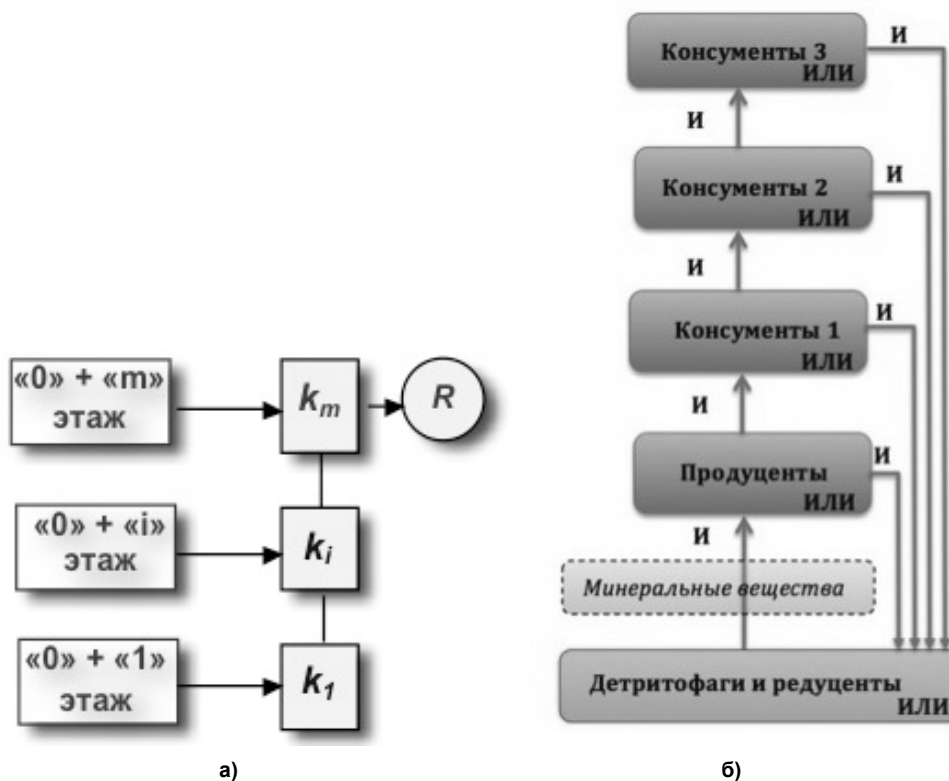 «0» + «m»
этаж
k_m
R
«0» + «i»
этаж
k_i
«0» + «1»
этаж
k_1
а)
Консументы 3
ИЛИ
И
И
Консументы 2
ИЛИ
И
И
Консументы 1
ИЛИ
И
И
Продуценты
ИЛИ
И
И
Минеральные вещества
Детритофаги и редуценты
ИЛИ
б)